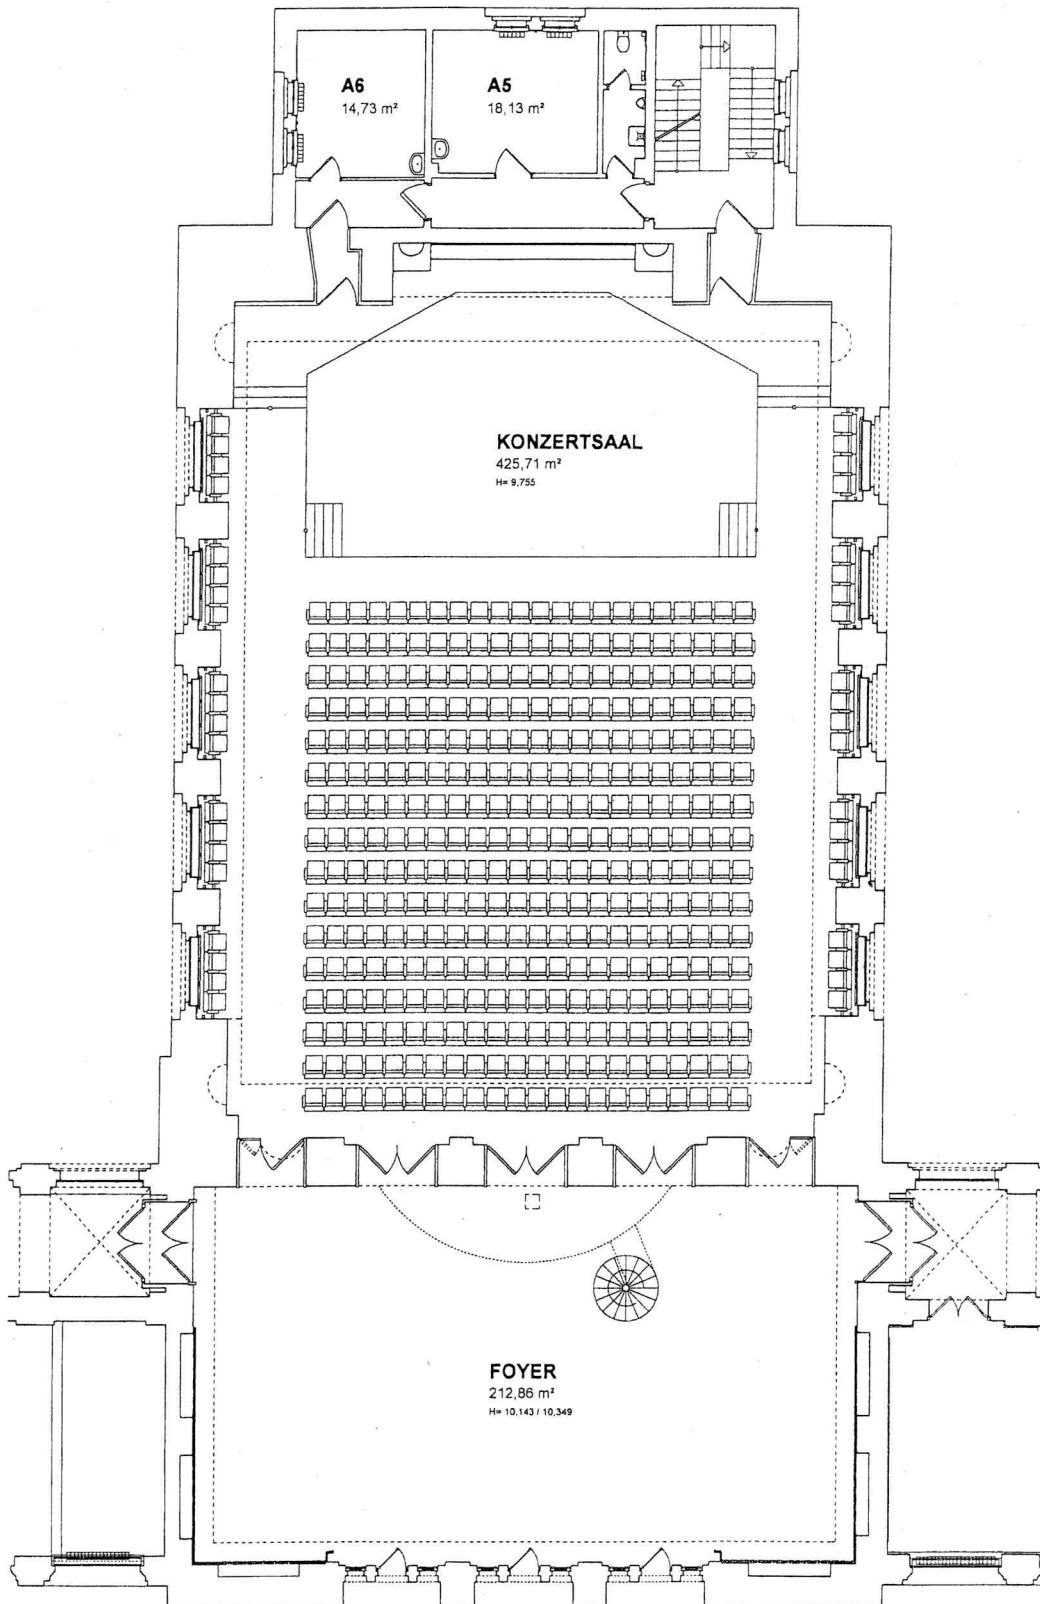 A6
14,73 m²
A5
18,13 m²
KONZERTSAAL
425,71 m²
H= 9,755
FOYER
212,86 m²
H= 10,143 / 10,349